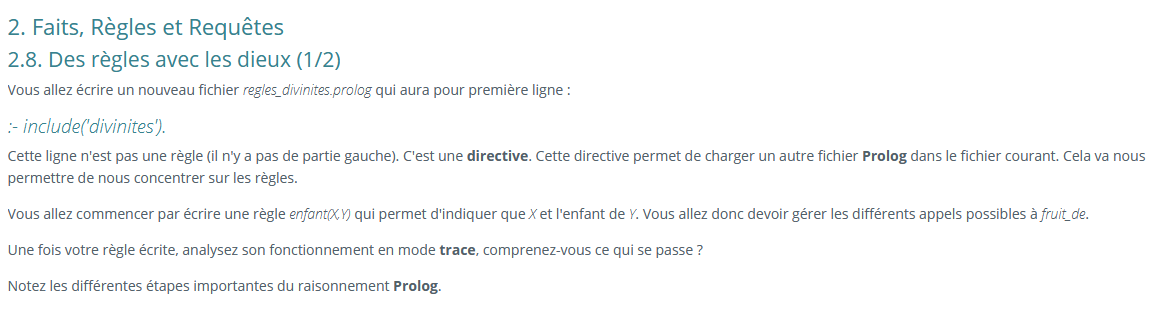 2. Faits, Règles et Requêtes
2.8. Des règles avec les dieux (1/2)
Vous allez écrire un nouveau fichier regles_divinites.prolog qui aura pour première ligne :
:- include('divinites').
Cette ligne n'est pas une règle (il n'y a pas de partie gauche). C'est une directive. Cette directive permet de charger un autre fichier Prolog dans le fichier courant. Cela va nous
permettre de nous concentrer sur les règles.
Vous allez commencer par écrire une règle enfant(X,Y) qui permet d'indiquer que X et l'enfant de Y. Vous allez donc devoir gérer les différents appels possibles à fruit_de.
Une fois votre règle écrite, analysez son fonctionnement en mode trace, comprenez-vous ce qui se passe ?
Notez les différentes étapes importantes du raisonnement Prolog.